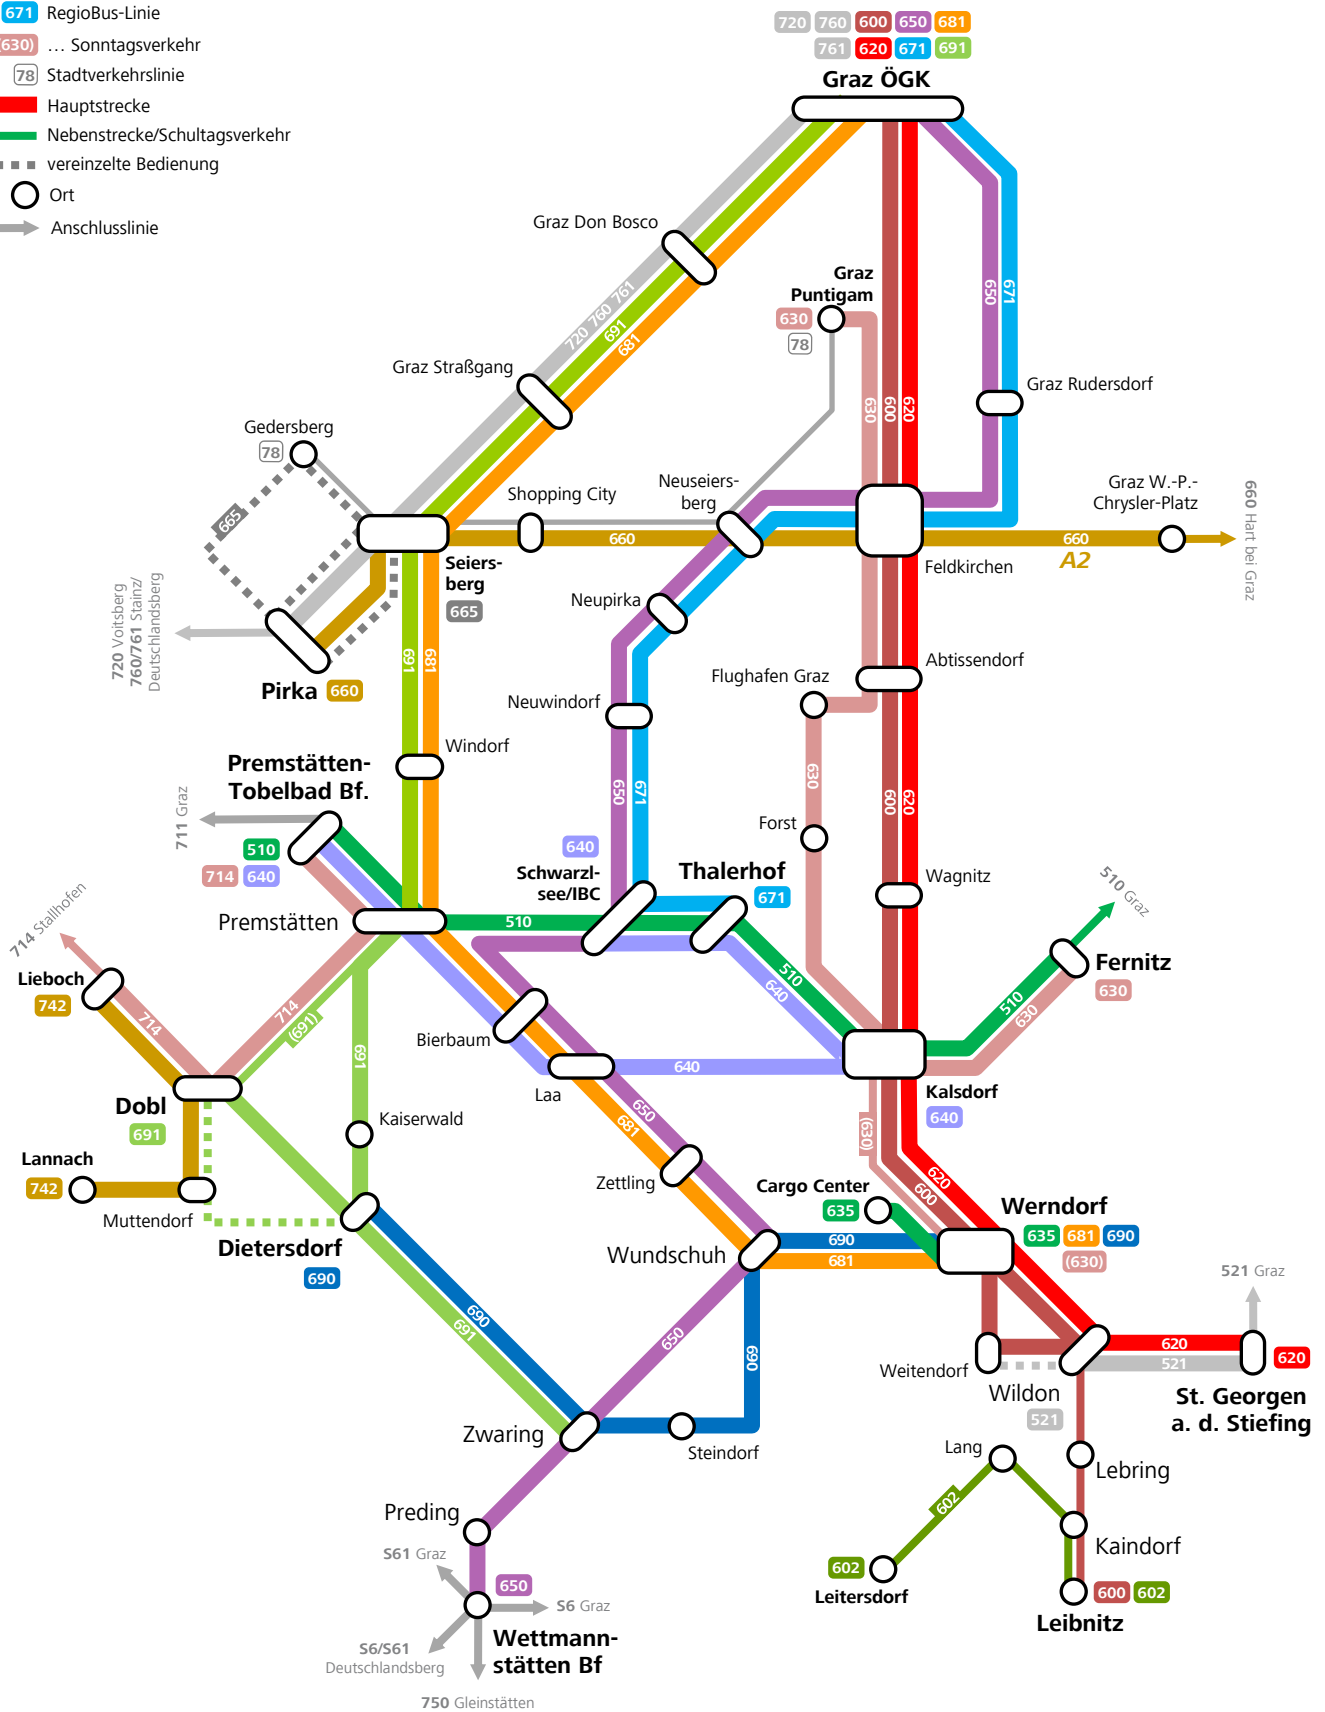 671 RegioBus-Linie
(630) ... Sonntagsverkehr
78 Stadtverkehrslinie
Hauptstrecke
Nebenstrecke/Schultagsverkehr
vereinzelte Bedienung
Ort
Anschlusslinie
720 760 600 650 681
761 620 671 691
Graz ÖGK
Graz Don Bosco
720 760 761
691
681
Graz
Puntigam
630
78
650
671
Graz Straßgang
Graz Rudersdorf
630
600
620
Gedersberg
78
665
Shopping City
Neuseiers-
berg
Graz W.-P.-
Chrysler-Platz
660 Hart bei Graz
660
660
A2
Seiers-
berg
665
Feldkirchen
Neupirka
720 Voitsberg
760/761 Stainz/
Deutschlandsberg
Pirka 660
691
681
Abtissendorf
Flughafen Graz
Neuwindorf
Windorf
Premstätten-
Tobelbad Bf.
711 Graz
510
714 640
650
671
630
600
620
Forst
640
Schwarzl-
see/IBC
Thalerhof
671
Wagnitz
510 Graz
714 Stallhofen
Premstätten
510
Lieboch
742
714
714
(691)
510
640
Fernitz
630
510
630
Bierbaum
691
Laa
640
Kalsdorf
640
Dobl
691
Kaiserwald
650
681
(630)
Lannach
742
Muttendorf
Zettling
620
600
Cargo Center
635
Werndorf
635 681 690
(630)
Dietersdorf
690
Wundschuh
690
681
521 Graz
690
691
650
690
620
521
620
Weitendorf
Wildon
521
St. Georgen
a. d. Stiefing
Zwaring
Steindorf
Lang
Lebring
602
Preding
Kaindorf
S61 Graz
650
S6 Graz
602
Leitersdorf
600 602
Leibnitz
Wettmann-
stätten Bf
S6/S61
Deutschlandsberg
750 Gleinstätten